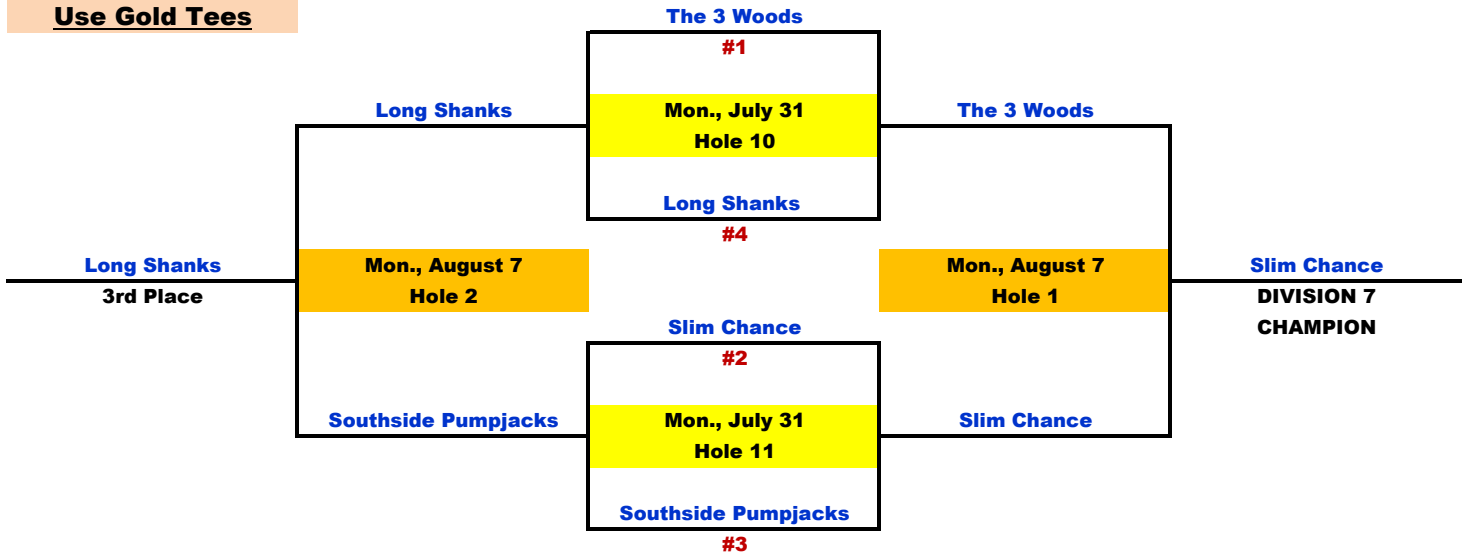 Use Gold Tees
The 3 Woods
#1
Long Shanks
Mon., July 31
Hole 10
The 3 Woods
Long Shanks
#4
Long Shanks
3rd Place
Mon., August 7
Hole 2
Mon., August 7
Hole 1
Slim Chance
DIVISION 7
CHAMPION
Slim Chance
#2
Southside Pumpjacks
Mon., July 31
Hole 11
Slim Chance
Southside Pumpjacks
#3